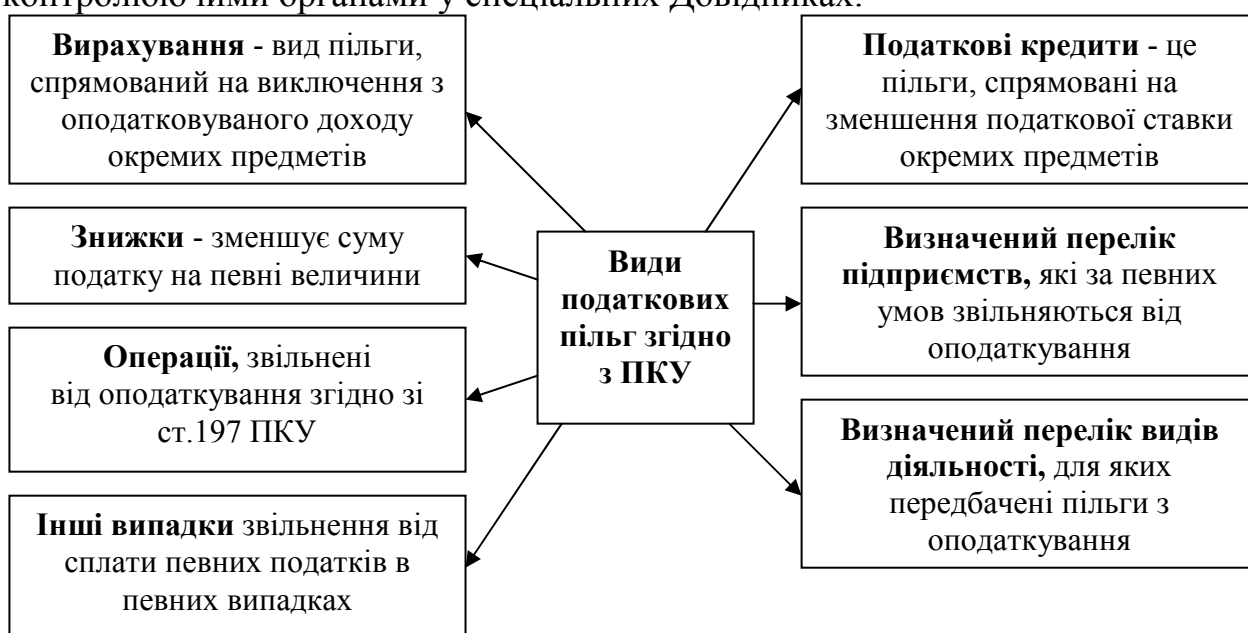 контролюючими органами у спеціальних Довідниках.
Вирахування - вид пільги,
спрямований на виключення з
оподатковуваного доходу
окремих предметів
Знижки - зменшує суму
податку на певні величини
Операції, звільнені
від оподаткування згідно зі
ст.197 ПКУ
Інші випадки звільнення від
сплати певних податків в
певних випадках
Види
податкових
пільг згідно
з ПКУ
Податкові кредити - це
пільги, спрямовані на
зменшення податкової ставки
окремих предметів
Визначений перелік
підприємств, які за певних
умов звільняються від
оподаткування
Визначений перелік видів
діяльності, для яких
передбачені пільги з
оподаткування